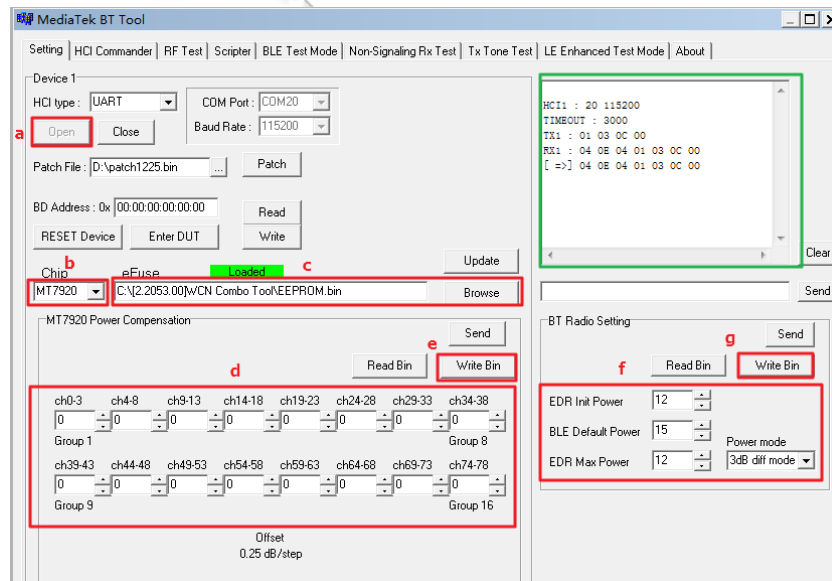 MediaTek BT Tool
Setting HCI Commander RF Test Scripter BLE Test Mode Non-Signaling Rx Test Tx Tone Test LE Enhanced Test Mode About
Device 1
HCI type : UART COM Port : COM20
a Open Close Baud Rate : 115200
Patch File : D:\patch1225.bin ... Patch
BD Address : 0x 00:00:00:00:00:00 Read
RESET Device Enter DUT Write
b c Update
Chip eFuse Loaded
MT7920 C:\[2.2053.00]WCN Combo Tool\EEPROM.bin Browse
MT7920 Power Compensation
Send
d e
Read Bin Write Bin
ch0-3 ch4-8 ch9-13 ch14-18 ch19-23 ch24-28 ch29-33 ch34-38
0 0 0 0 0 0 0 0
Group 1 Group 8
ch39-43 ch44-48 ch49-53 ch54-58 ch59-63 ch64-68 ch69-73 ch74-78
0 0 0 0 0 0 0 0
Group 9 Group 16
Offset
0.25 dB/step
HCI1 : 20 115200
TIMEOUT : 3000
TX1 : 01 03 0C 00
RX1 : 04 0E 04 01 03 0C 00
[ =>] 04 0E 04 01 03 0C 00
Clear
Send
BT Radio Setting
g Send
f Read Bin Write Bin
EDR Init Power 12
BLE Default Power 15
Power mode
EDR Max Power 12 3dB diff mode